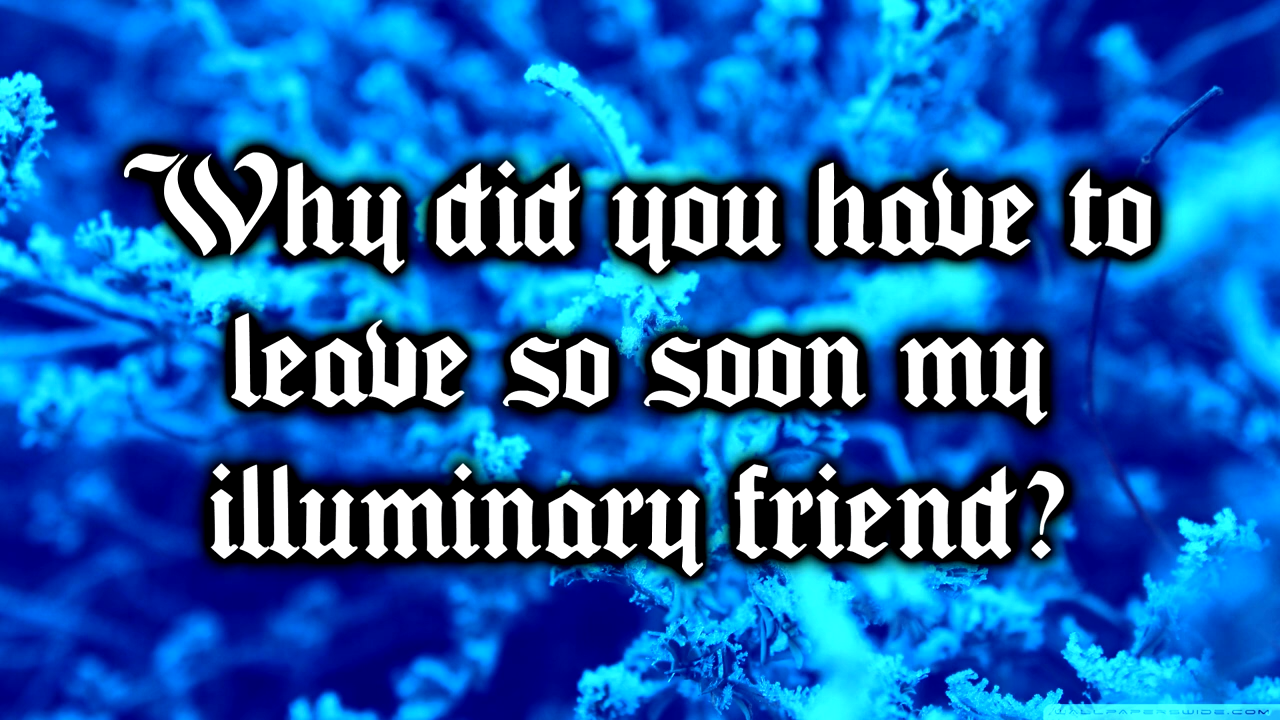 Why did you have to
leave so soon my
illuminary friend?
WALLPAPERSWIDE.COM